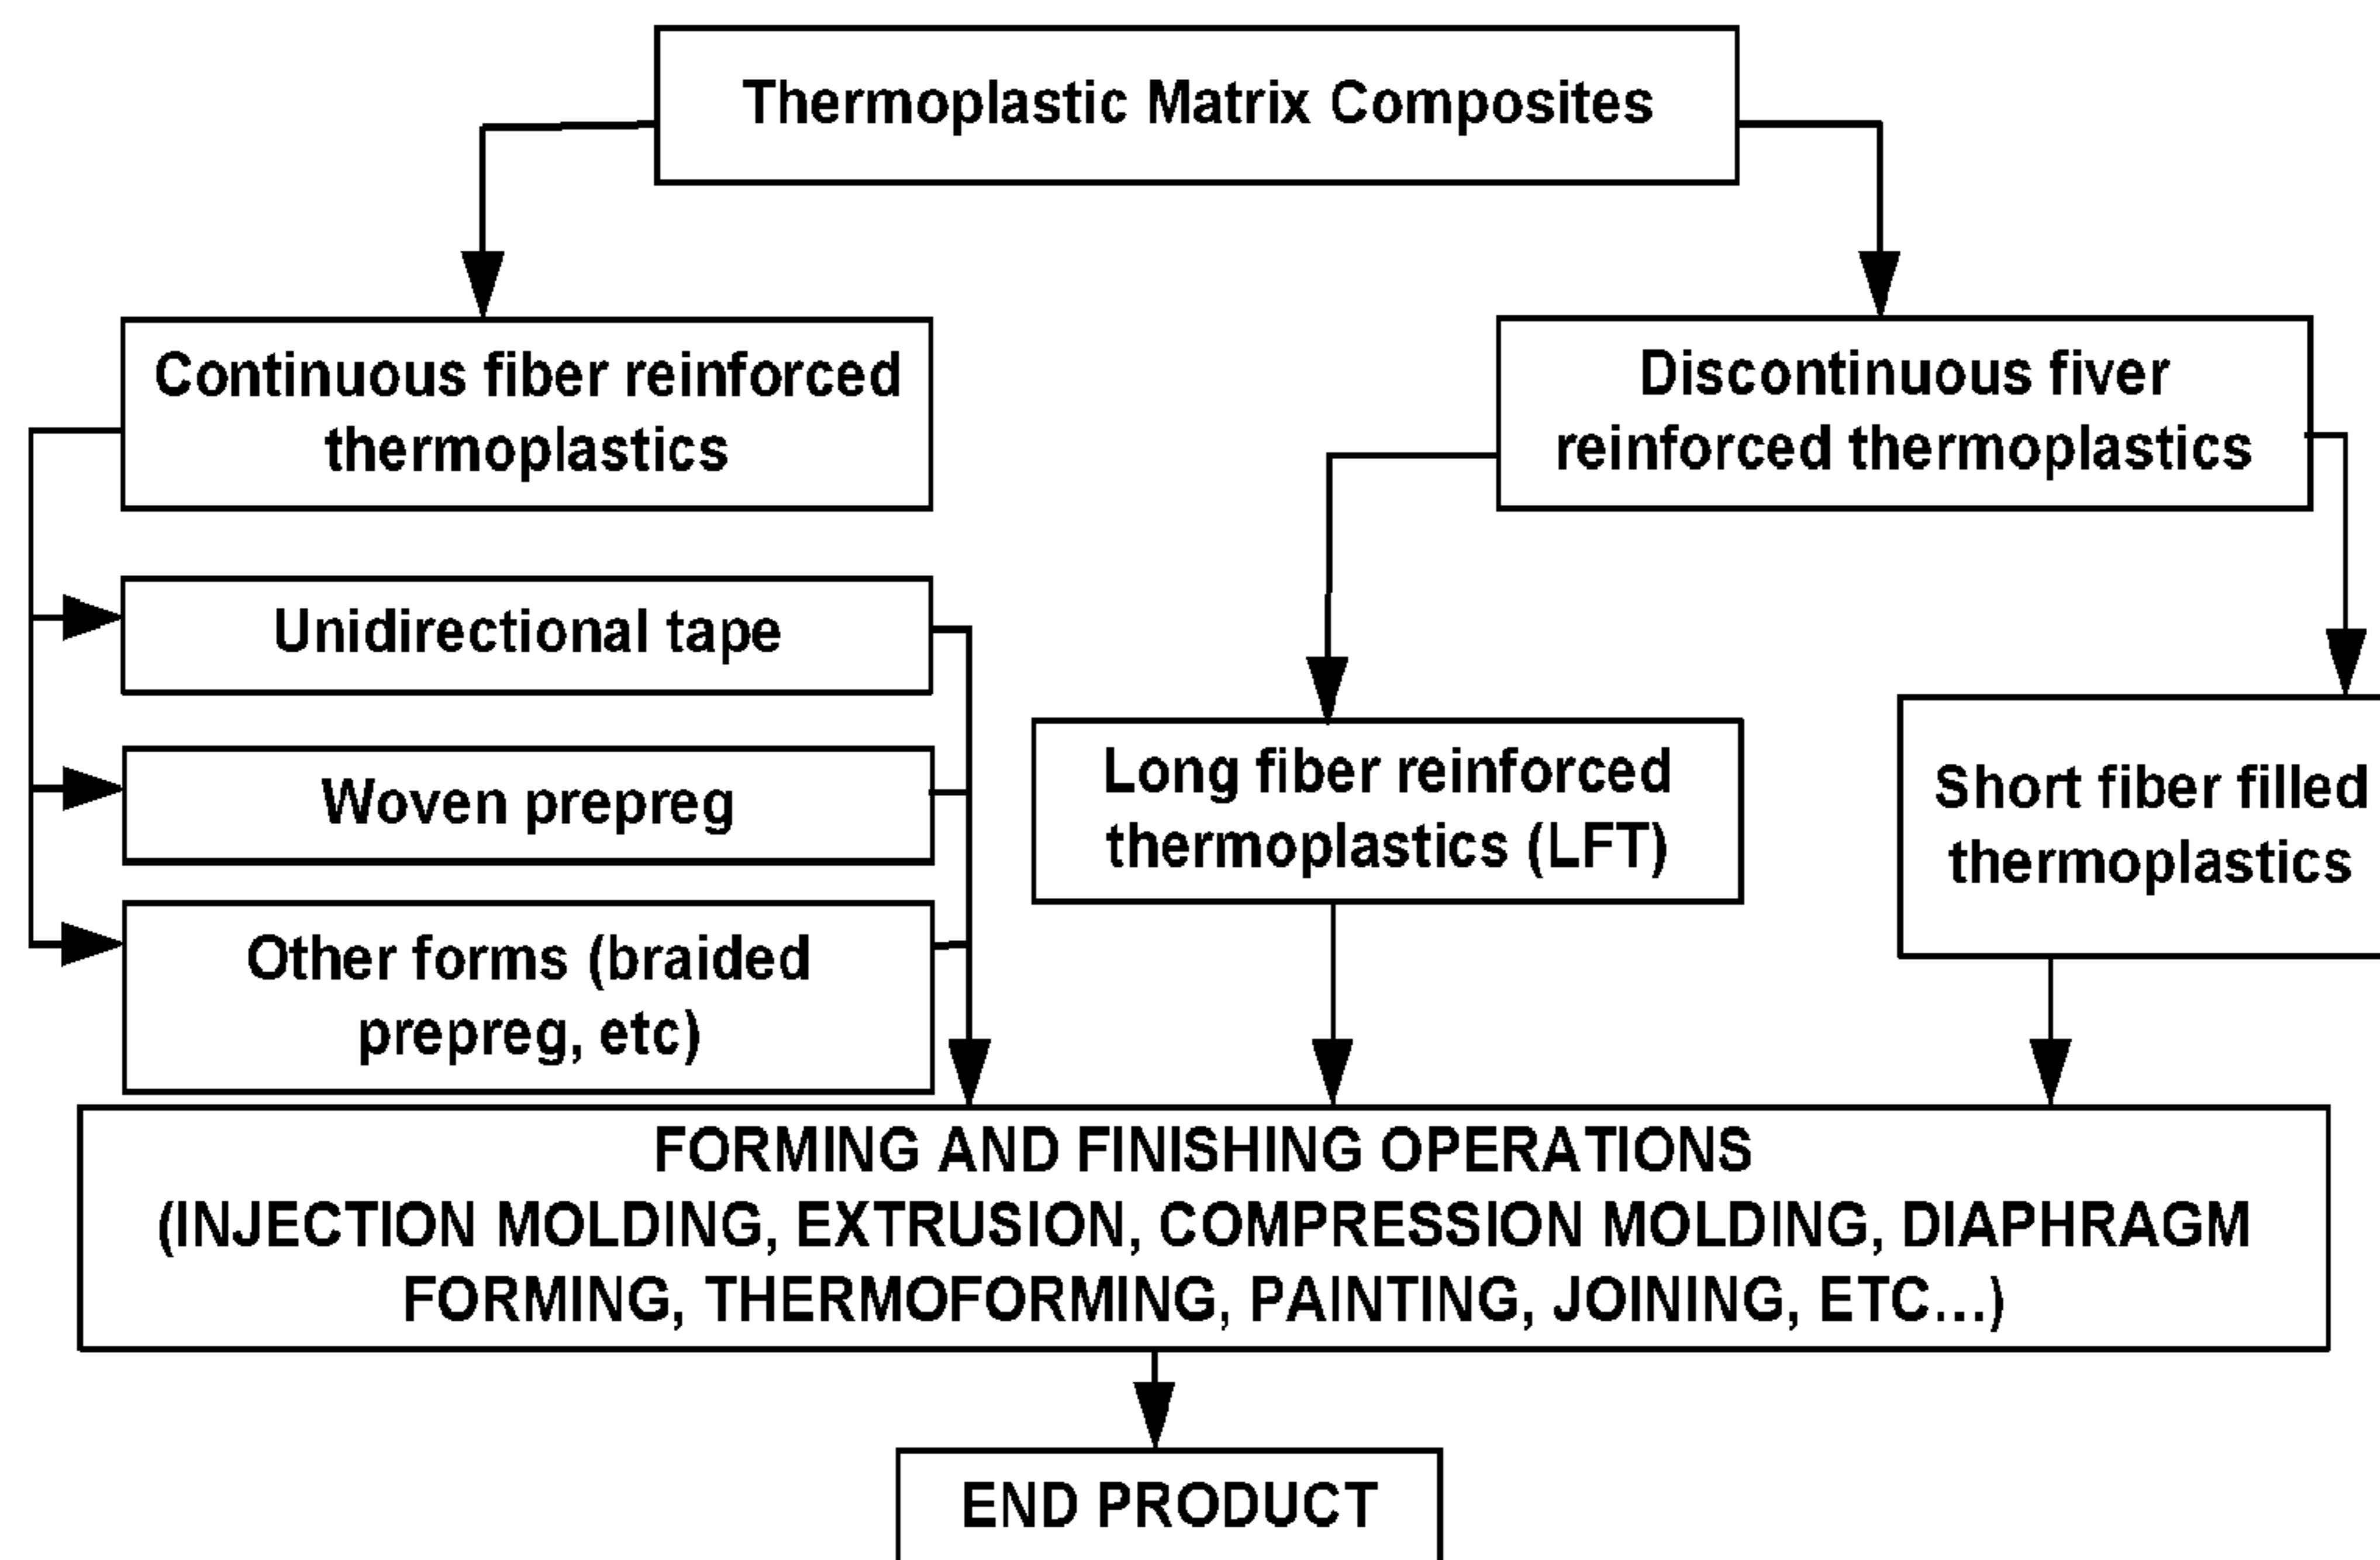 Thermoplastic Matrix Composites
Continuous fiber reinforced
thermoplastics
Discontinuous fiver
reinforced thermoplastics
Unidirectional tape
Woven prepreg
Other forms (braided
prepreg, etc)
Long fiber reinforced
thermoplastics (LFT)
Short fiber filled
thermoplastics
FORMING AND FINISHING OPERATIONS
(INJECTION MOLDING, EXTRUSION, COMPRESSION MOLDING, DIAPHRAGM
FORMING, THERMOFORMING, PAINTING, JOINING, ETC...)
END PRODUCT